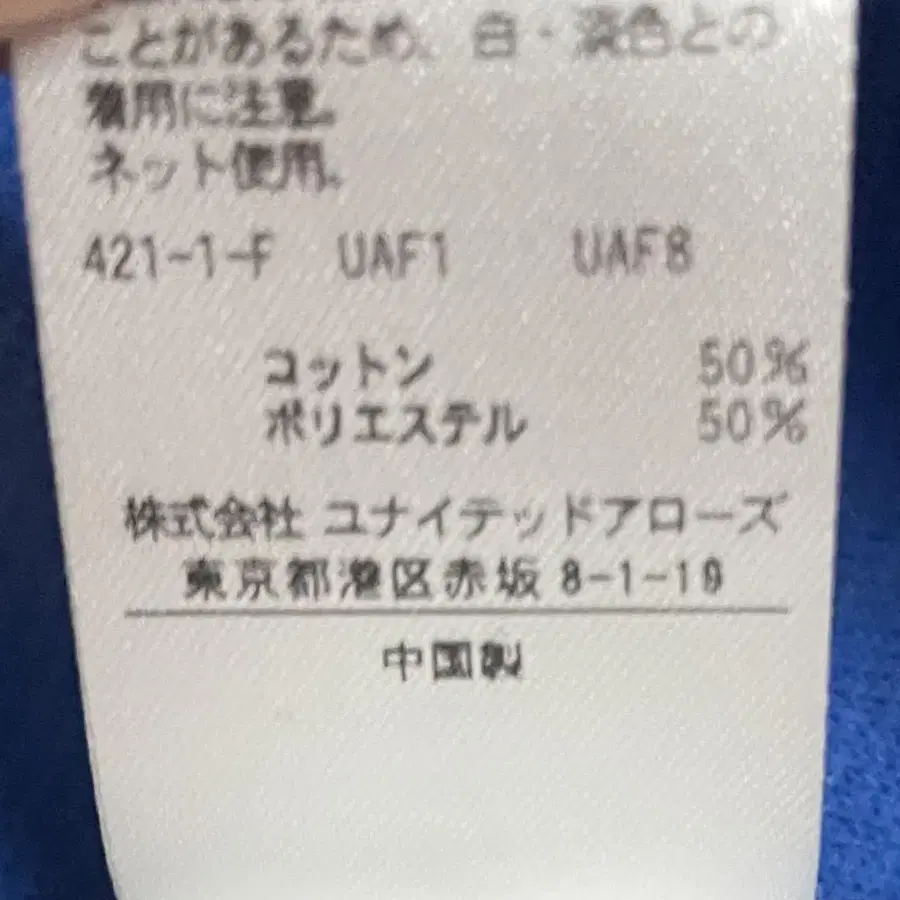 ことがあるため、白・淡色との
着用に注意。
ネット使用。
421-1-F UAF1 UAF8
コットン 50%
ポリエステル 50%
株式会社 ユナイテッドアローズ
東京都港区赤坂 8-1-19
中国製